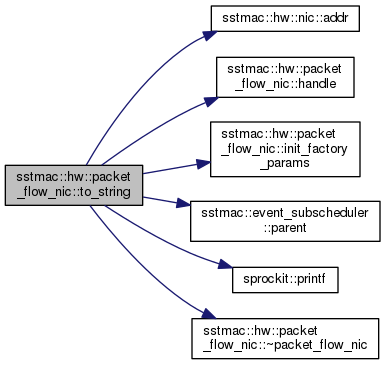 sstmac::hw::nic::addr
sstmac::hw::packet
_flow_nic::handle
sstmac::hw::packet
_flow_nic::init_factory
_params
sstmac::hw::packet
_flow_nic::to_string
sstmac::event_subscheduler
::parent
sprockit::printf
sstmac::hw::packet
_flow_nic::~packet_flow_nic